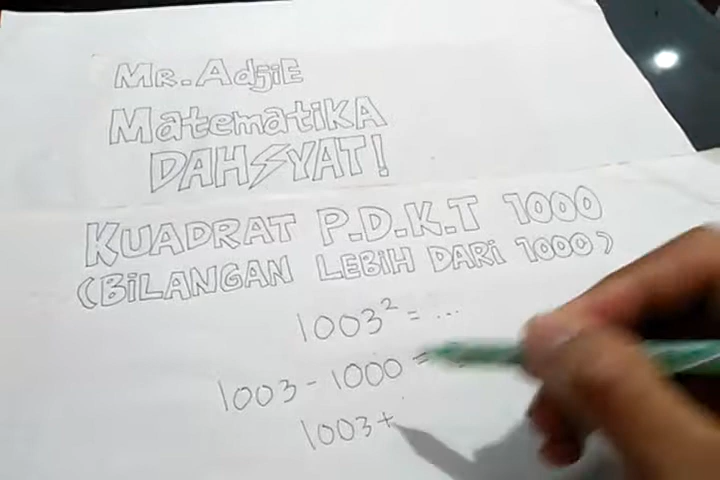 Mr. AdjiE
MatematiKA
DAHSYAT!
KUADRAT P.D.K.T 1000
(BiLANGAN LEBIH DARi 1000)
1003² = ...
1003 - 1000 =
1003 +